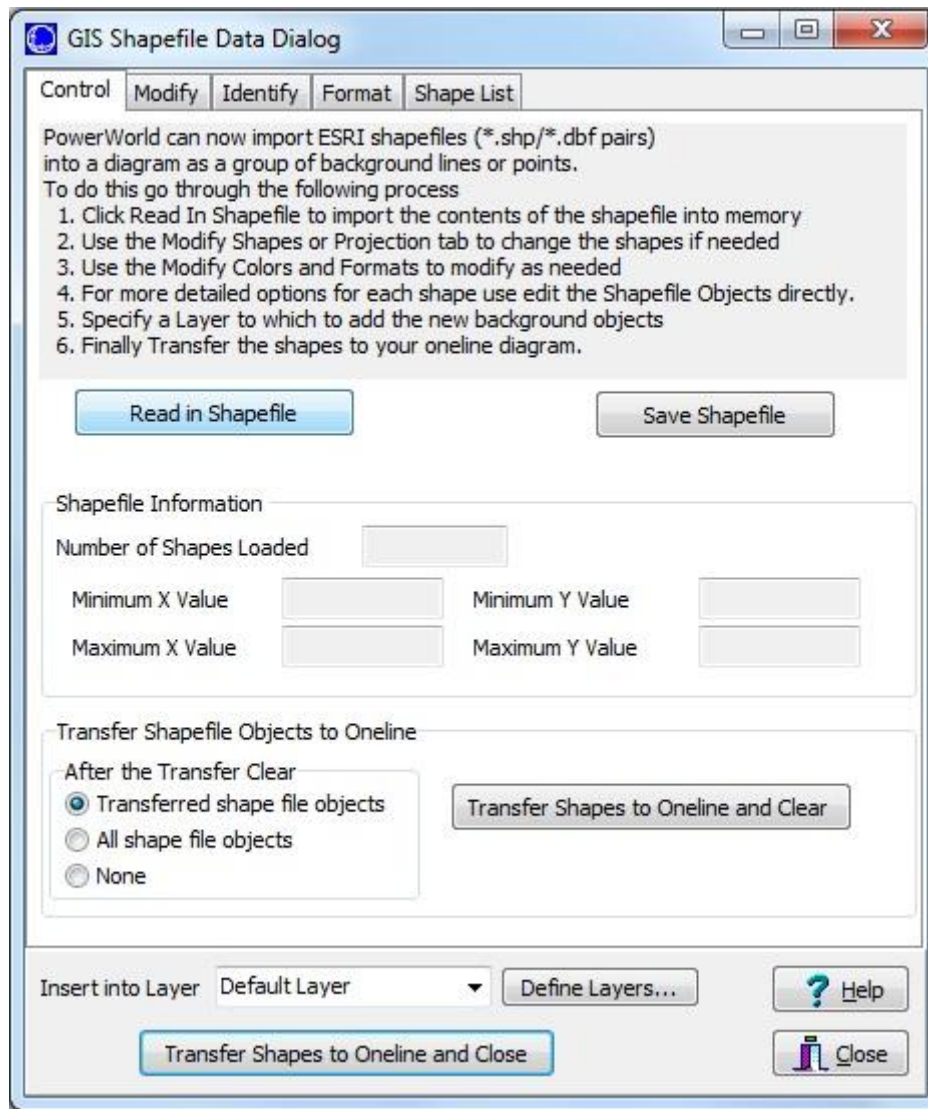 GIS Shapefile Data Dialog
Control Modify Identify Format Shape List
PowerWorld can now import ESRI shapefiles (*.shp/*.dbf pairs)
into a diagram as a group of background lines or points.
To do this go through the following process
1. Click Read In Shapefile to import the contents of the shapefile into memory
2. Use the Modify Shapes or Projection tab to change the shapes if needed
3. Use the Modify Colors and Formats to modify as needed
4. For more detailed options for each shape use edit the Shapefile Objects directly.
5. Specify a Layer to which to add the new background objects
6. Finally Transfer the shapes to your oneline diagram.
Read in Shapefile Save Shapefile
Shapefile Information
Number of Shapes Loaded
Minimum X Value Minimum Y Value
Maximum X Value Maximum Y Value
Transfer Shapefile Objects to Oneline
After the Transfer Clear
Transferred shape file objects Transfer Shapes to Oneline and Clear
All shape file objects
None
Insert into Layer Default Layer Define Layers... Help
Transfer Shapes to Oneline and Close Close